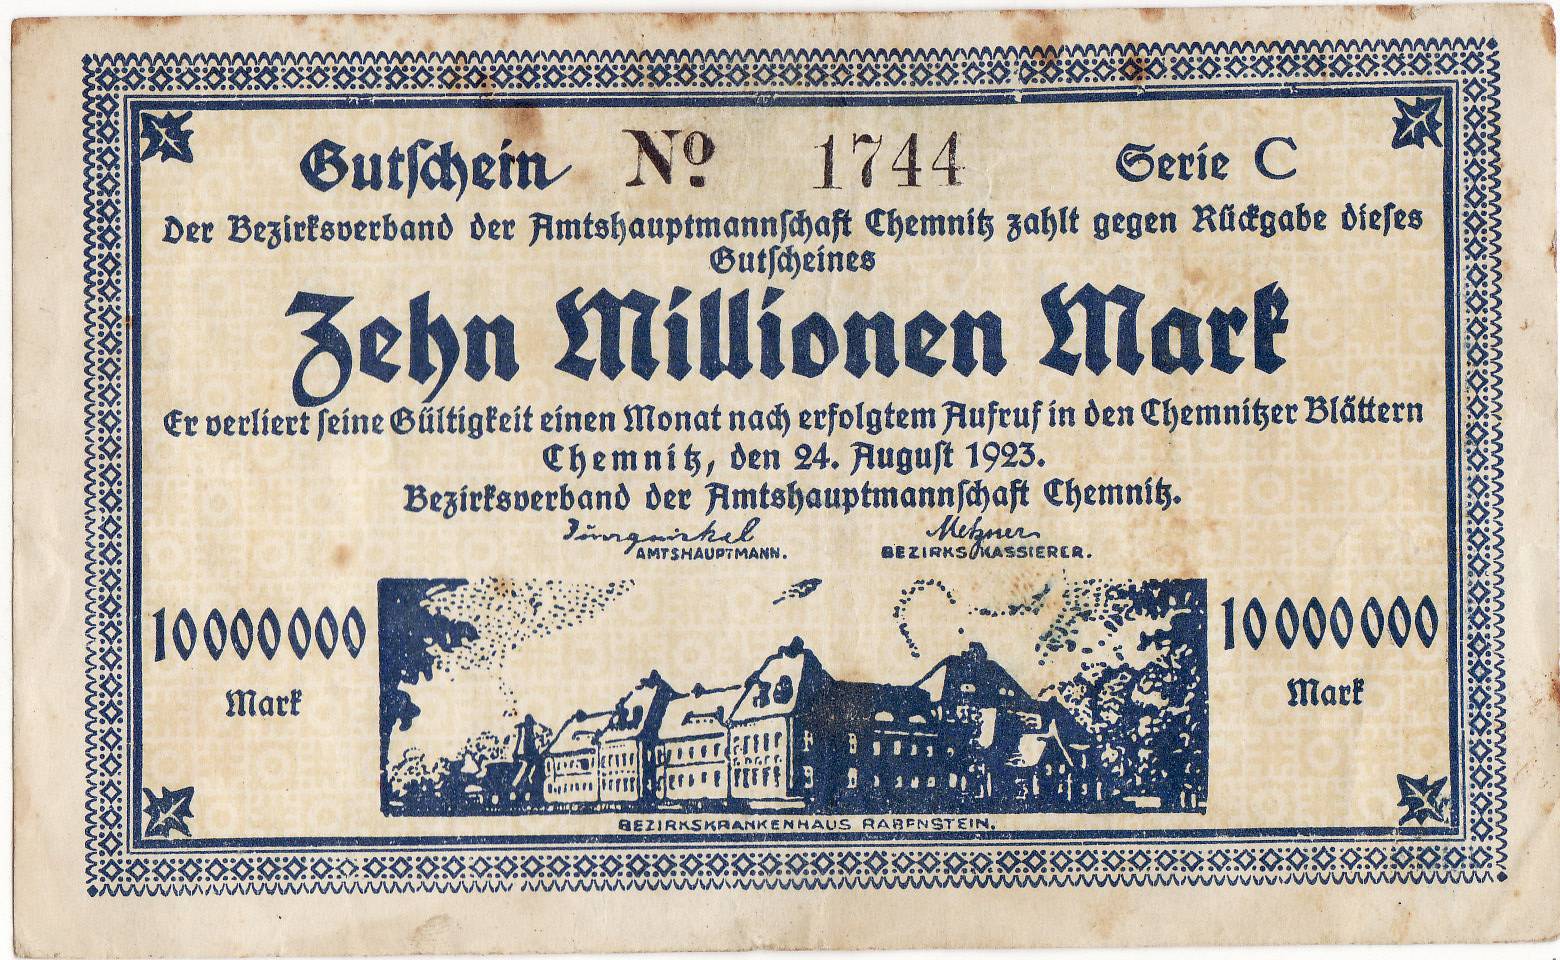 Gutschein No. 1744 Serie C
Der Bezirksverband der Amtshauptmannschaft Chemnitz zahlt gegen Rückgabe dieses
Gutscheines
Zehn Millionen Mark
Er verliert seine Gültigkeit einen Monat nach erfolgtem Aufruf in den Chemnitzer Blättern
Chemnitz, den 24. August 1923.
Bezirksverband der Amtshauptmannschaft Chemnitz.
Metzner
AMTSHAUPTMANN. BEZIRKSKASSIERER.
10000000 10000000
Mark Mark
BEZIRKSKRANKENHAUS RABENSTEIN.